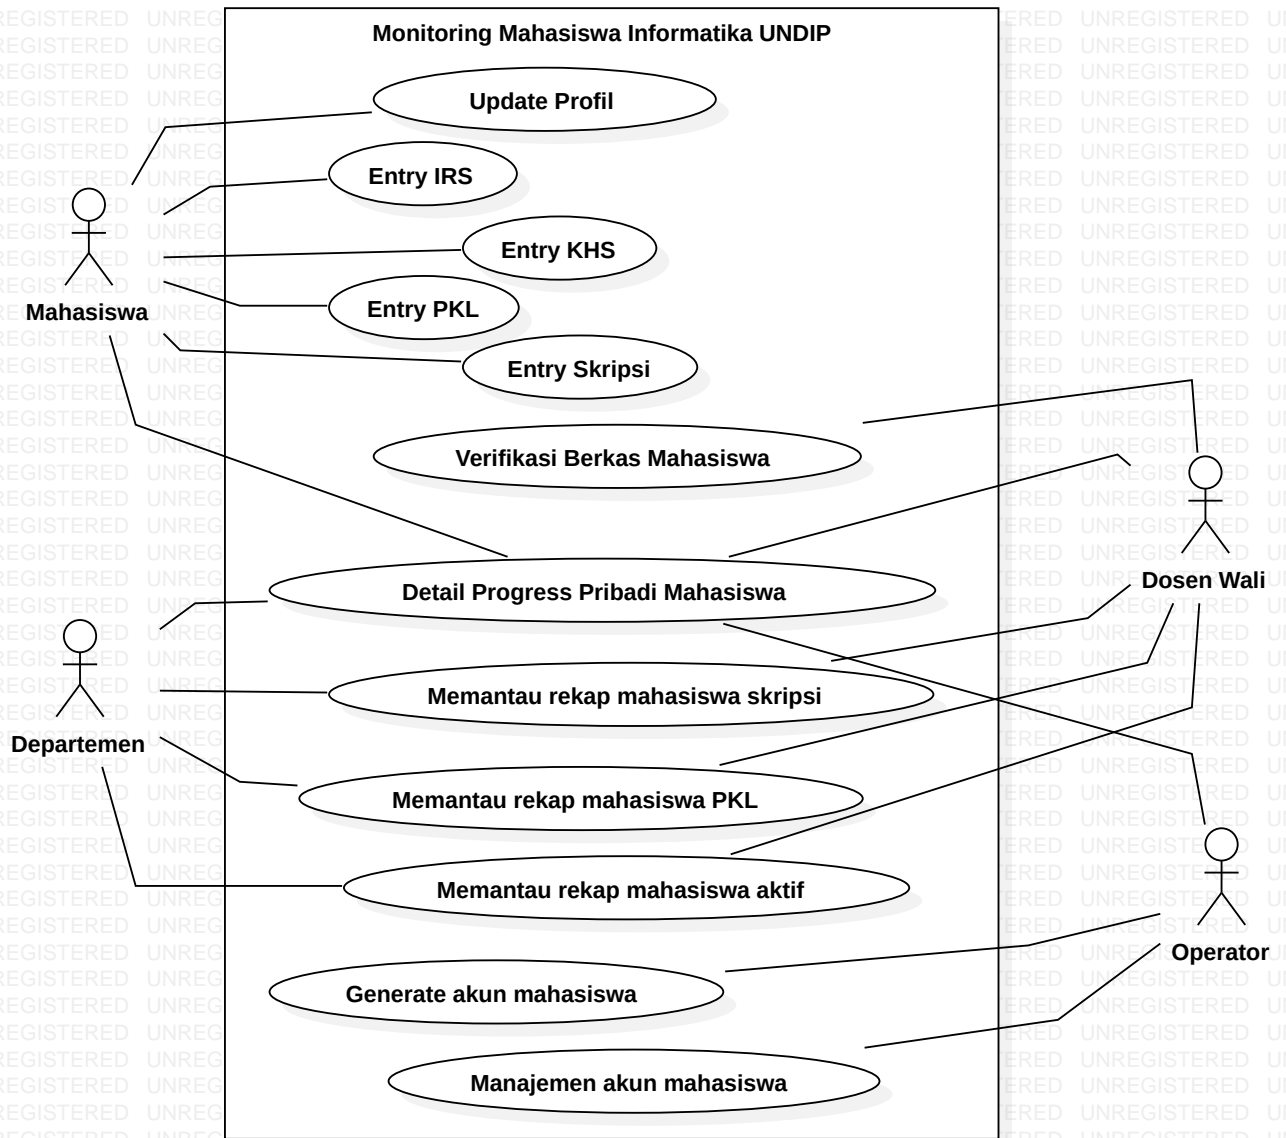 Monitoring Mahasiswa Informatika UNDIP
Update Profil
Entry IRS
Entry KHS
Mahasiswa
Entry PKL
Entry Skripsi
Verifikasi Berkas Mahasiswa
Dosen Wali
Detail Progress Pribadi Mahasiswa
Memantau rekap mahasiswa skripsi
Departemen
Memantau rekap mahasiswa PKL
Memantau rekap mahasiswa aktif
Operator
Generate akun mahasiswa
Manajemen akun mahasiswa
UNREGISTERED